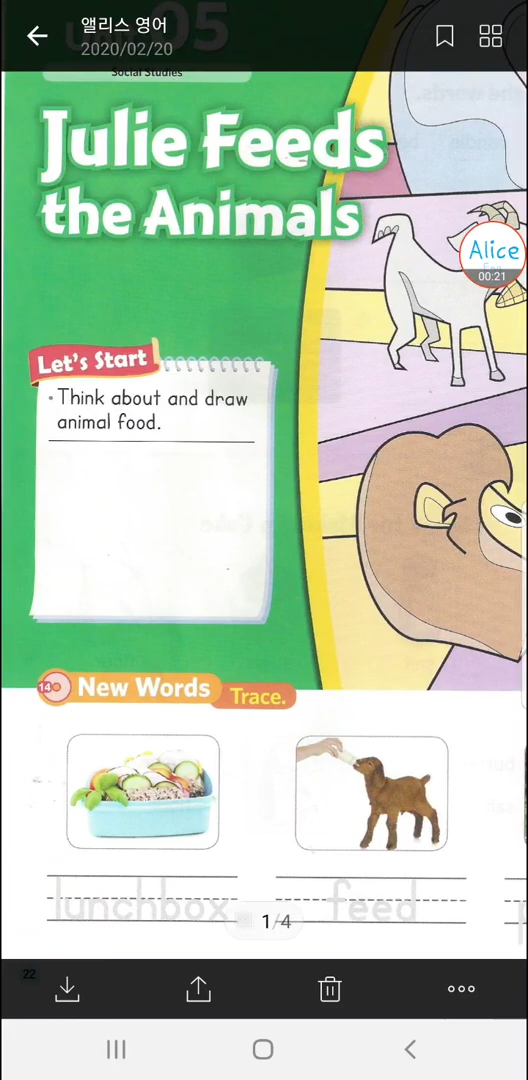 앨리스 영어
2020/02/20
05
Social Studies
Julie Feeds
the Animals
Alice
00:21
Let's Start
• Think about and draw
animal food.
14 New Words Trace.
lunchbox
feed
1/4
22